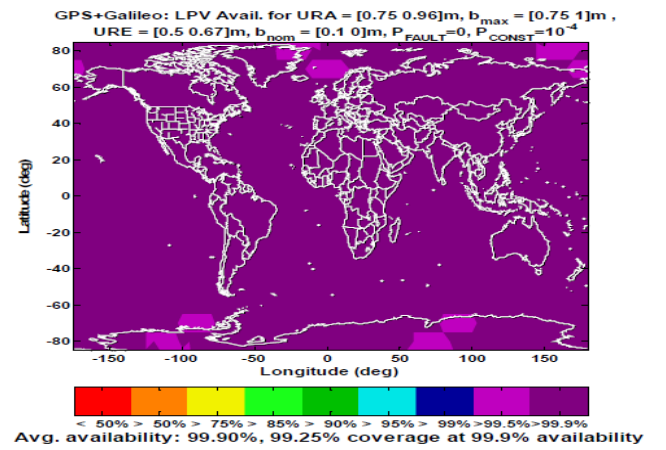 GPS+Galileo: LPV Avail. for URA = [0.75 0.96]m, bmax = [0.75 1]m ,
URE = [0.5 0.67]m, bnom = [0.1 0]m, PFAULT=0, PCONST=10-4
80
60
40
20
0
-20
-40
-60
-80
Latitude (deg)
-150 -100 -50 0 50 100 150
Longitude (deg)
< 50% > 50% > 75% > 85% > 90% > 95% > 99% >99.5% >99.9%
Avg. availability: 99.90%, 99.25% coverage at 99.9% availability